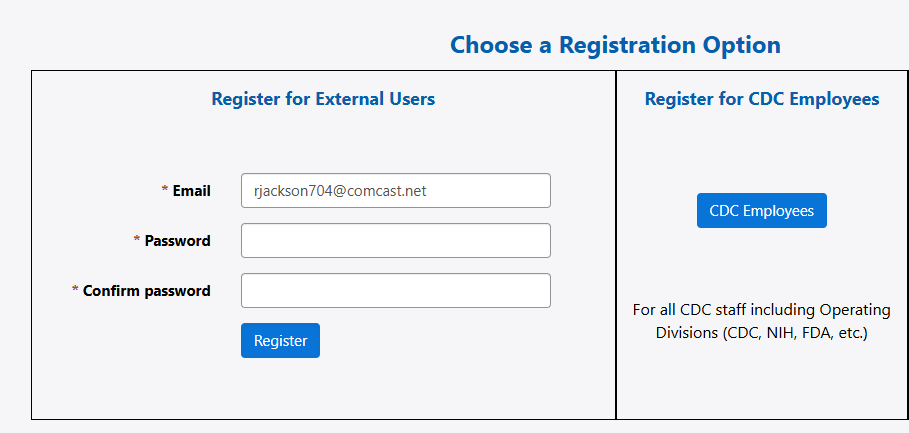 Choose a Registration Option
Register for External Users
* Email
rjackson704@comcast.net
* Password
* Confirm password
Register
Register for CDC Employees
CDC Employees
For all CDC staff including Operating
Divisions (CDC, NIH, FDA, etc.)